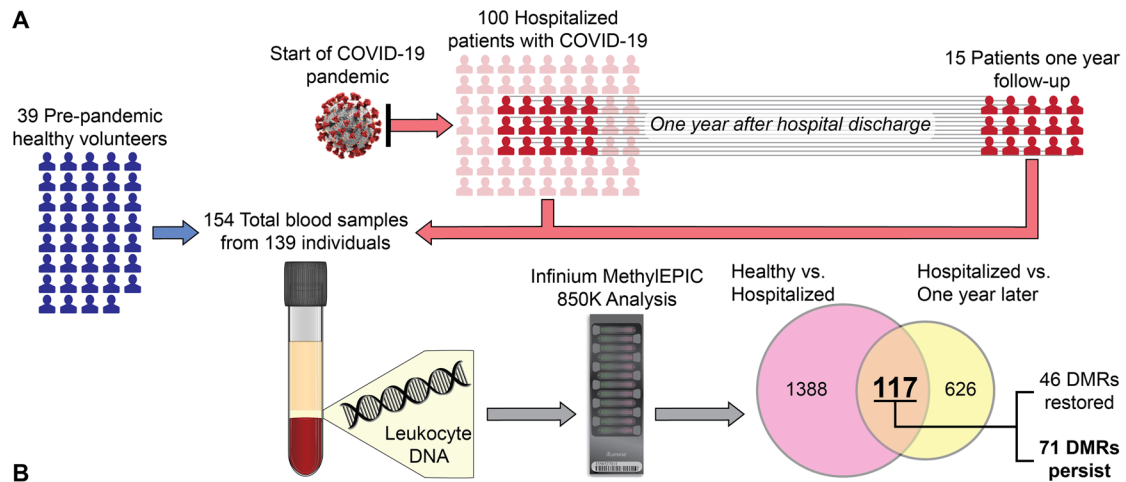 A
100 Hospitalized
patients with COVID-19
Start of COVID-19
pandemic
15 Patients one year
follow-up
39 Pre-pandemic
healthy volunteers
One year after hospital discharge
154 Total blood samples
from 139 individuals
Infinium MethylEPIC
850K Analysis
Healthy vs.
Hospitalized
Hospitalized vs.
One year later
1388
117
626
46 DMRs
restored
71 DMRs
persist
Leukocyte
DNA
B